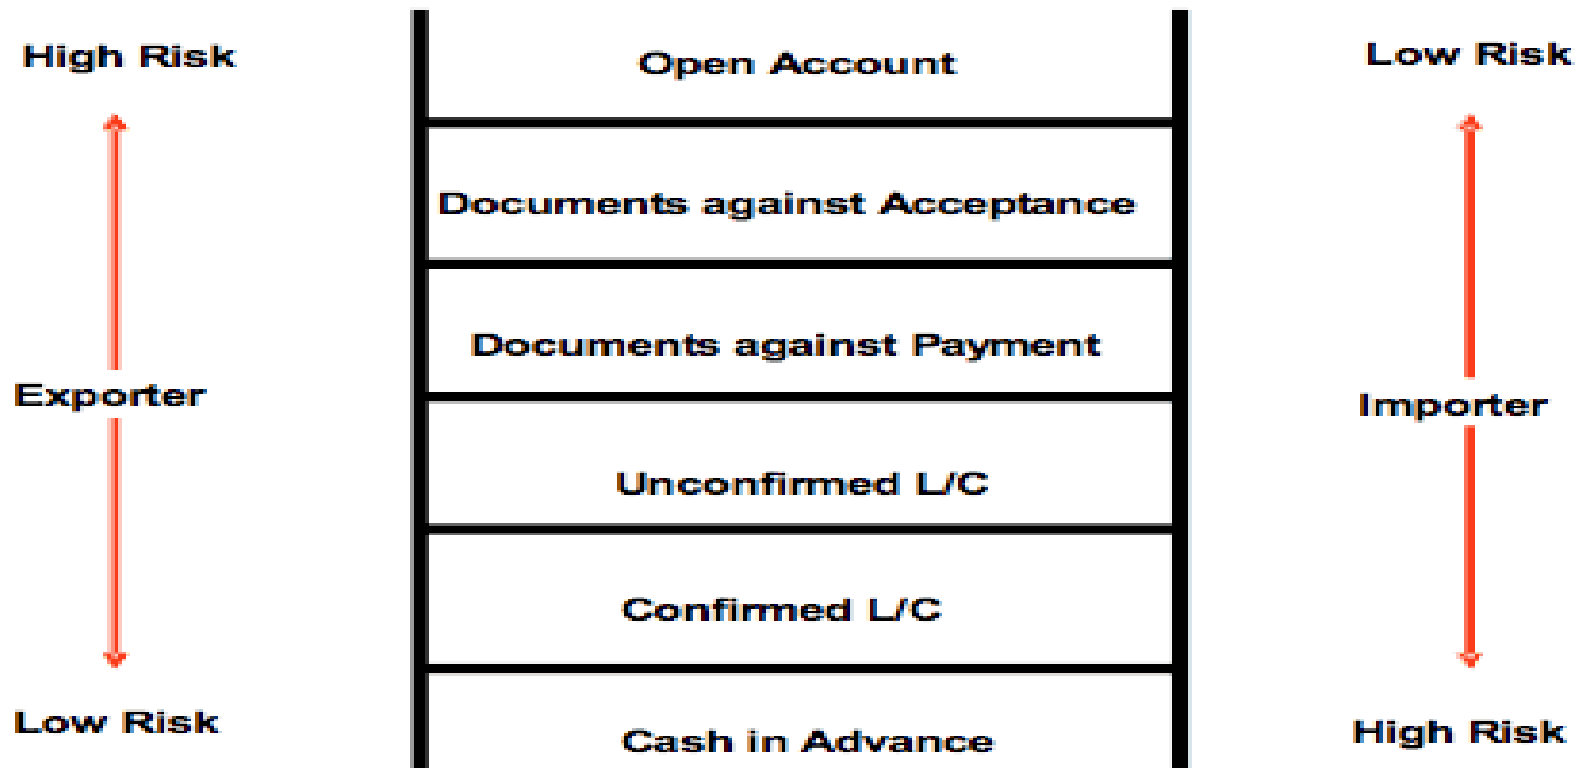 High Risk
Open Account
Low Risk
Documents against Acceptance
Documents against Payment
Exporter
Importer
Unconfirmed L/C
Confirmed L/C
Low Risk
Cash in Advance
High Risk